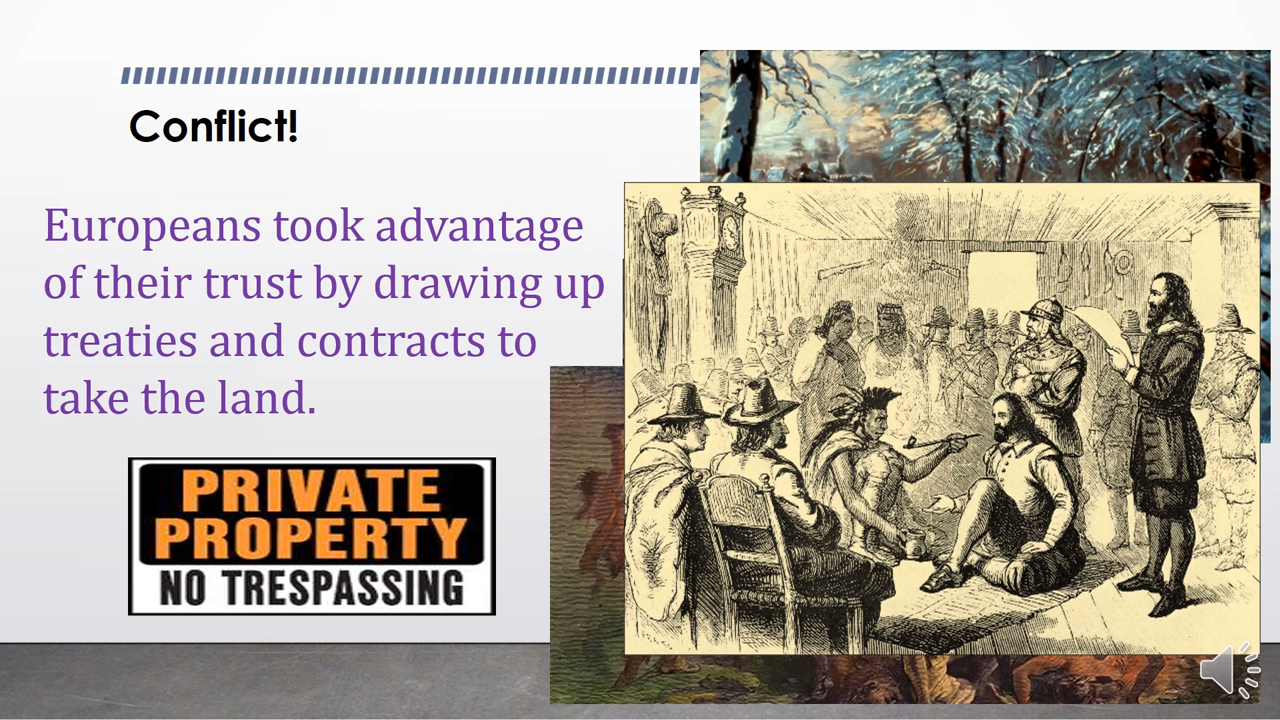 Conflict!
Europeans took advantage
of their trust by drawing up
treaties and contracts to
take the land.
PRIVATE
PROPERTY
NO TRESPASSING